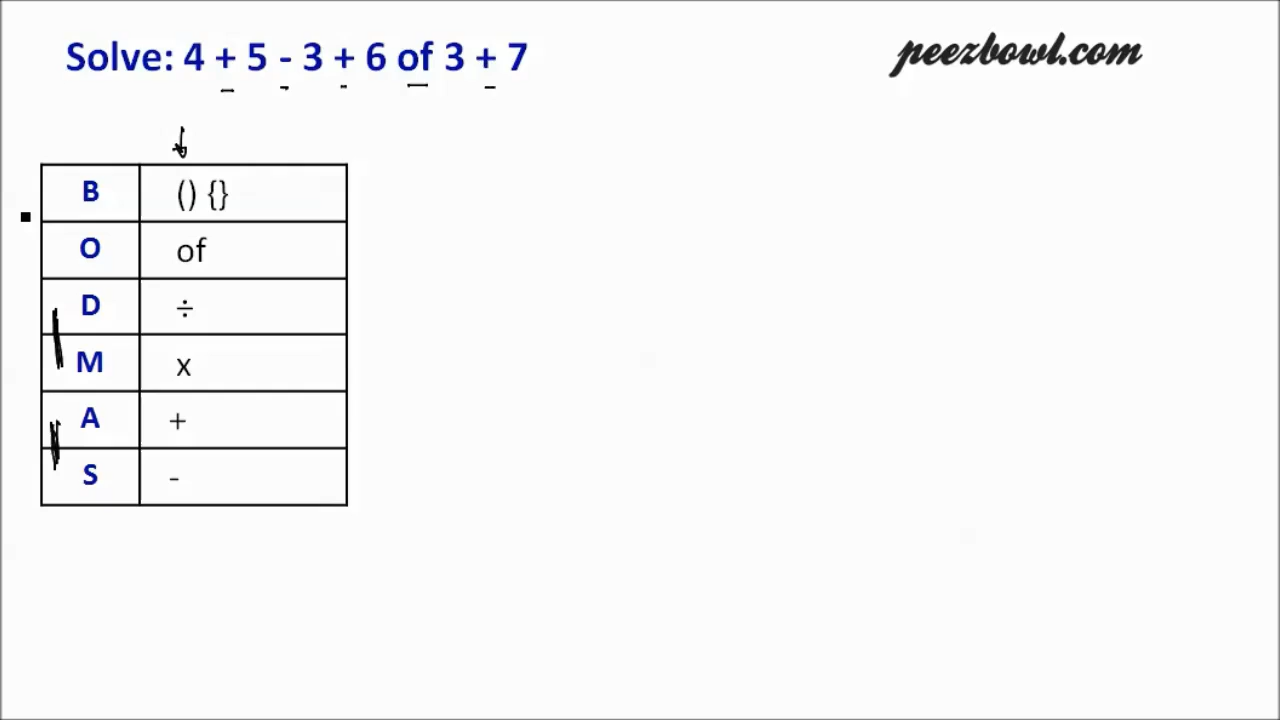 Solve: 4 + 5 - 3 + 6 of 3 + 7
peezbowl.com
B () {}
O of
D ÷
M x
A +
S -